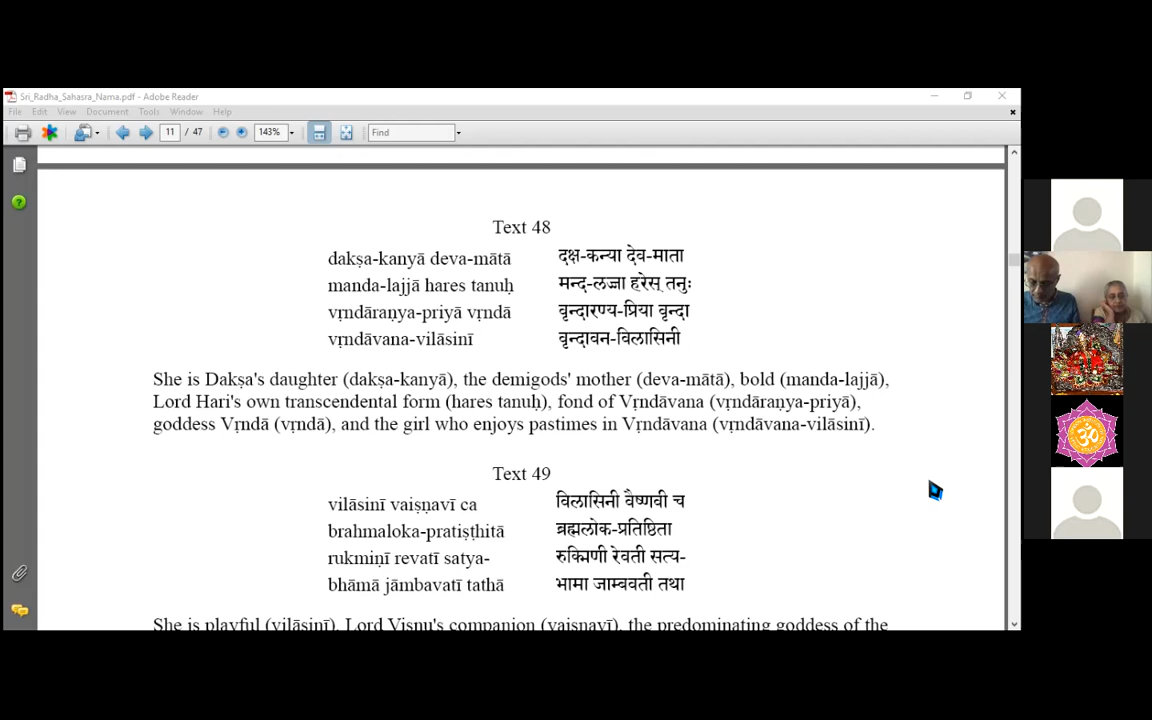 Sri_Radha_Sahasra_Nama.pdf - Adobe Reader
File Edit View Document Tools Window Help
11 / 47 143% Find
Text 48
dakṣa-kanyā deva-mātā दक्ष-कन्या देव-माता
manda-lajjā hares tanuḥ मन्द-लज्जा हरेस् तनुः
vṛndāraṇya-priyā vṛndā वृन्दारण्य-प्रिया वृन्दा
vṛndāvana-vilāsinī वृन्दावन-विलासिनी
She is Dakṣa's daughter (dakṣa-kanyā), the demigods' mother (deva-mātā), bold (manda-lajjā),
Lord Hari's own transcendental form (hares tanuḥ), fond of Vṛndāvana (vṛndāraṇya-priyā),
goddess Vṛndā (vṛndā), and the girl who enjoys pastimes in Vṛndāvana (vṛndāvana-vilāsinī).
Text 49
vilāsinī vaiṣṇavī ca विलासिनी वैष्णवी च
brahmaloka-pratiṣṭhitā ब्रह्मलोक-प्रतिष्ठिता
rukmiṇī revatī satya- रुक्मिणी रेवती सत्य-
bhāmā jāmbavatī tathā भामा जाम्बवती तथा
She is playful (vilāsinī), Lord Viṣṇu's companion (vaiṣṇavī), the predominating goddess of the
ॐ